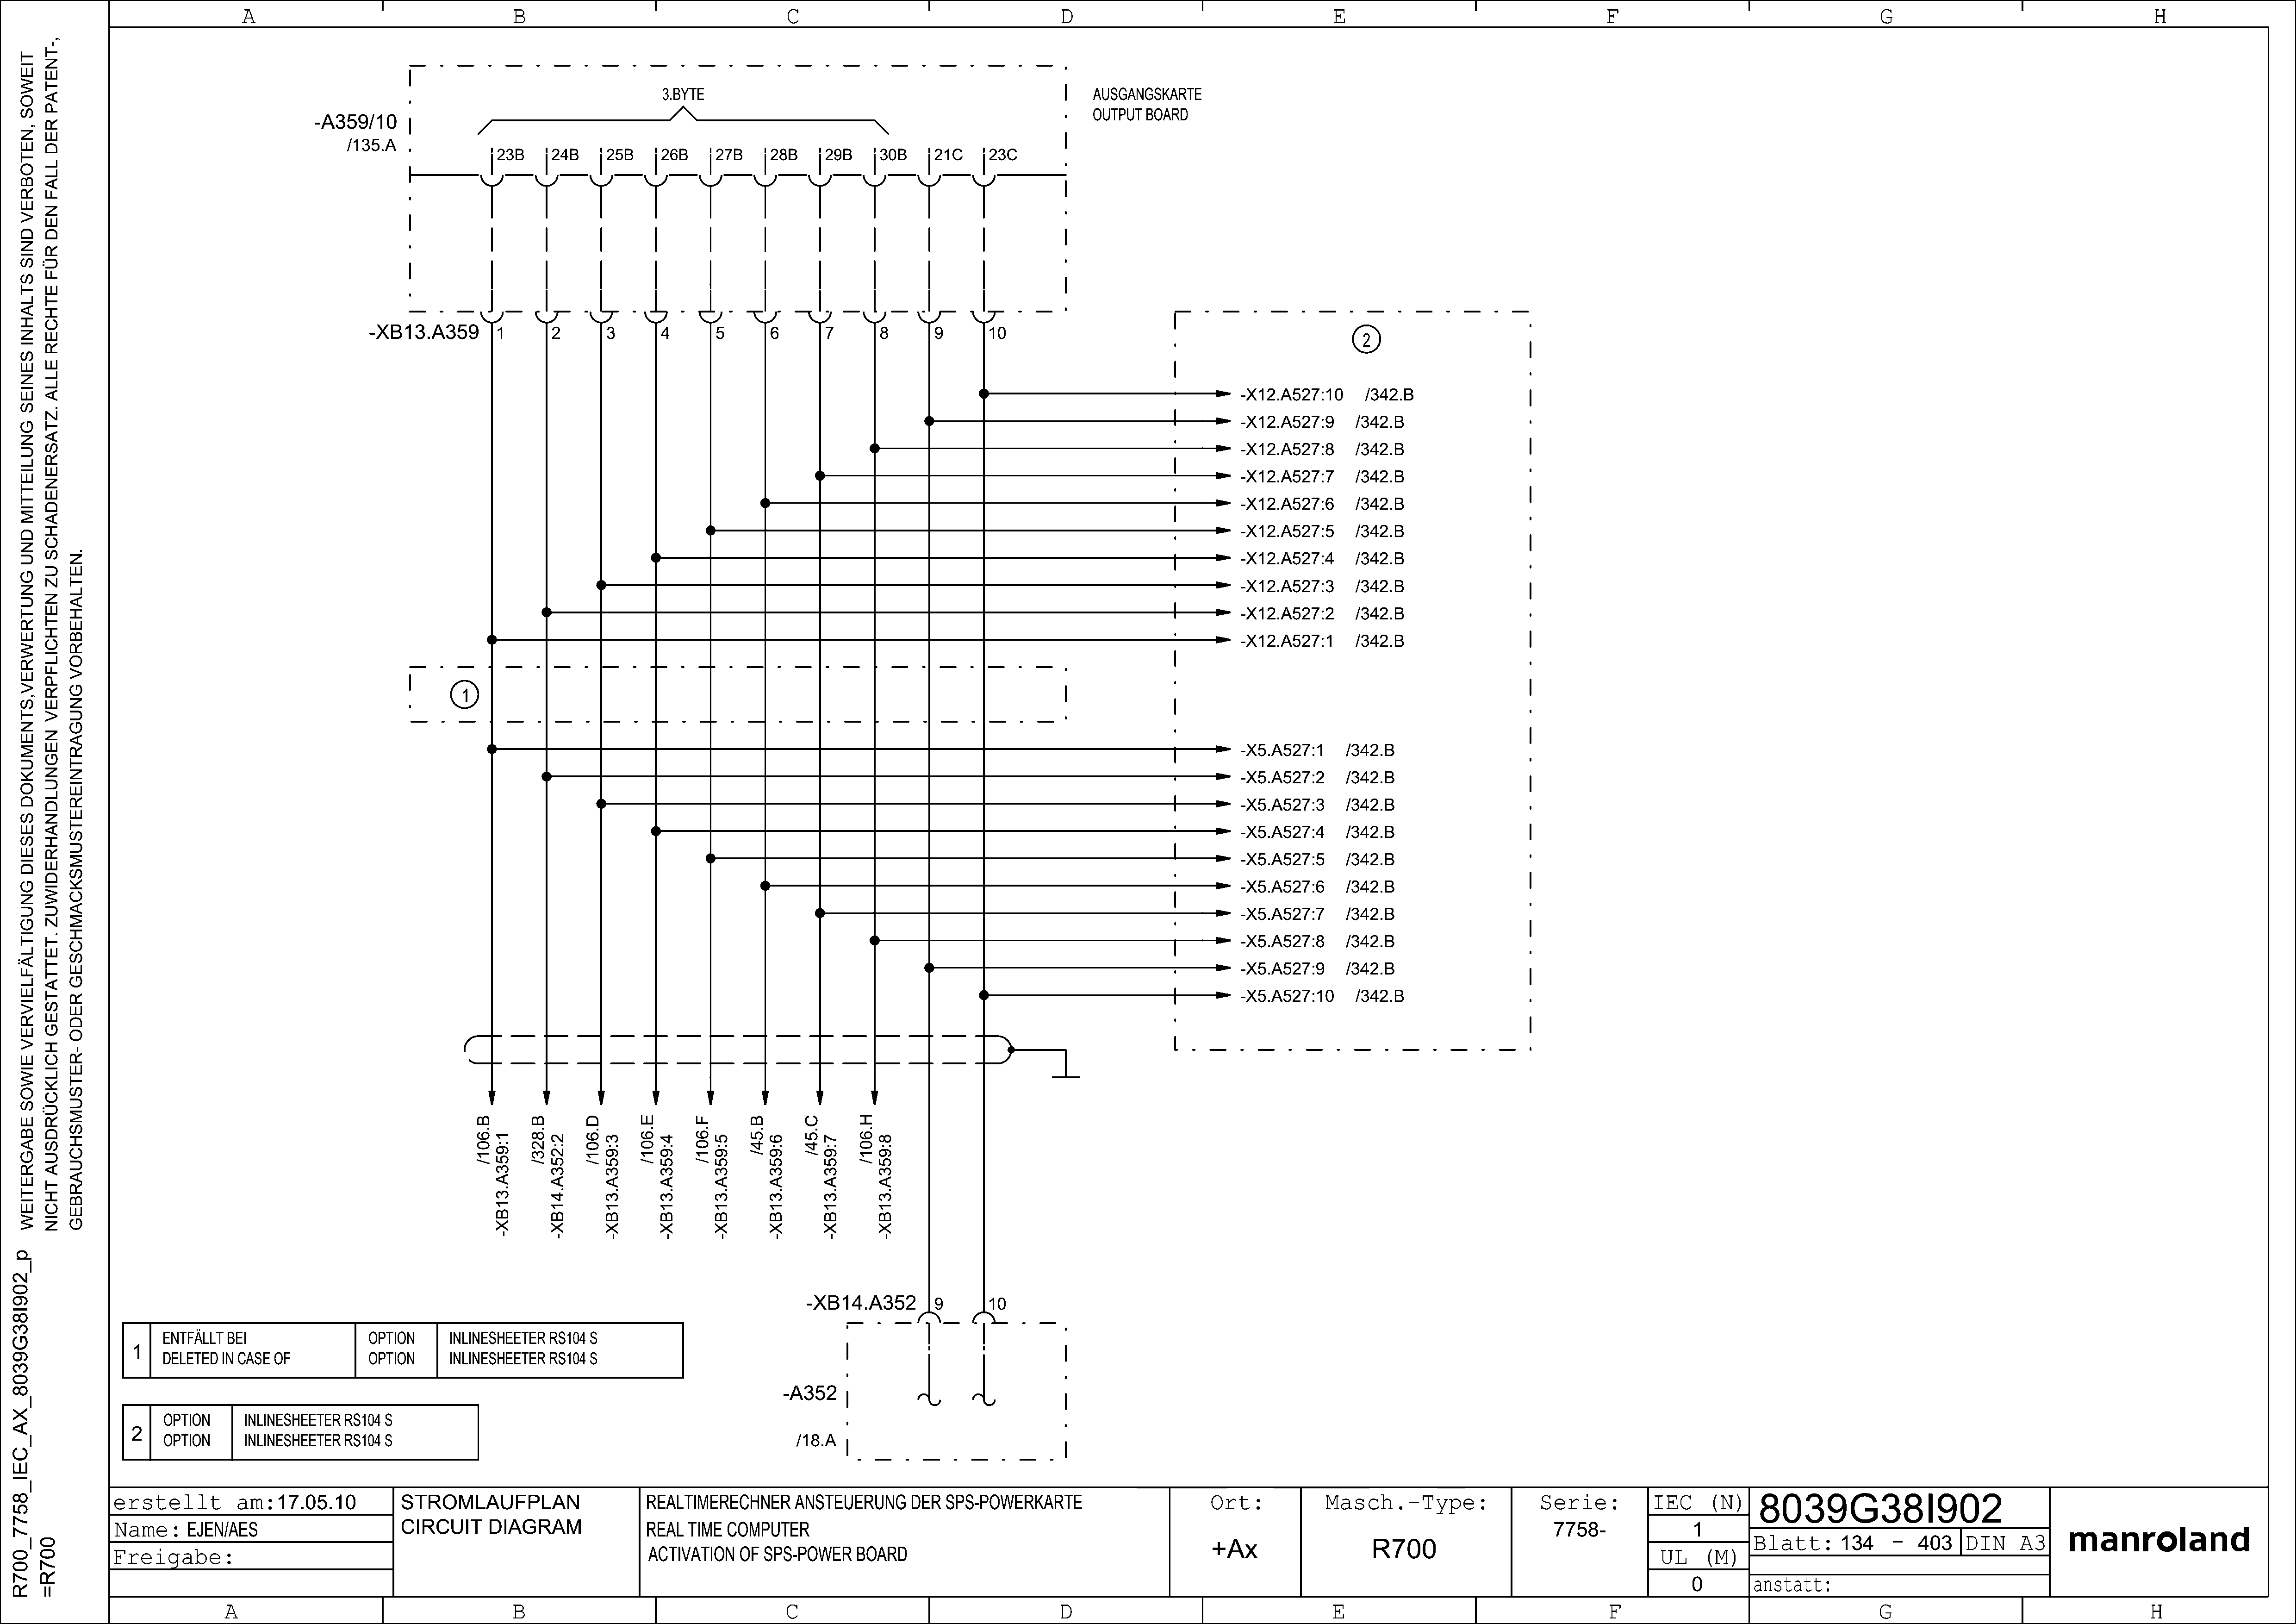 A B C D E F G H
WEITERGABE SOWIE VERVIELFÄLTIGUNG DIESES DOKUMENTS,VERWERTUNG UND MITTEILUNG SEINES INHALTS SIND VERBOTEN, SOWEIT
NICHT AUSDRÜCKLICH GESTATTET. ZUWIDERHANDLUNGEN VERPFLICHTEN ZU SCHADENERSATZ. ALLE RECHTE FÜR DEN FALL DER PATENT-,
GEBRAUCHSMUSTER- ODER GESCHMACKSMUSTEREINTRAGUNG VORBEHALTEN.
R700_7758_IEC_AX_8039G38I902_p
=R700
3.BYTE
AUSGANGSKARTE
OUTPUT BOARD
-A359/10
/135.A
23B 24B 25B 26B 27B 28B 29B 30B 21C 23C
-XB13.A359 1 2 3 4 5 6 7 8 9 10
2
-X12.A527:10 /342.B
-X12.A527:9 /342.B
-X12.A527:8 /342.B
-X12.A527:7 /342.B
-X12.A527:6 /342.B
-X12.A527:5 /342.B
-X12.A527:4 /342.B
-X12.A527:3 /342.B
-X12.A527:2 /342.B
-X12.A527:1 /342.B
1
-X5.A527:1 /342.B
-X5.A527:2 /342.B
-X5.A527:3 /342.B
-X5.A527:4 /342.B
-X5.A527:5 /342.B
-X5.A527:6 /342.B
-X5.A527:7 /342.B
-X5.A527:8 /342.B
-X5.A527:9 /342.B
-X5.A527:10 /342.B
/106.B
-XB13.A359:1
/328.B
-XB14.A352:2
/106.D
-XB13.A359:3
/106.E
-XB13.A359:4
/106.F
-XB13.A359:5
/45.B
-XB13.A359:6
/45.C
-XB13.A359:7
/106.H
-XB13.A359:8
-XB14.A352 9 10
-A352
/18.A
1
ENTFÄLLT BEI OPTION INLINESHEETER RS104 S
DELETED IN CASE OF OPTION INLINESHEETER RS104 S
2
OPTION INLINESHEETER RS104 S
OPTION INLINESHEETER RS104 S
erstellt am:17.05.10
Name: EJEN/AES
Freigabe:
STROMLAUFPLAN
CIRCUIT DIAGRAM
REALTIMERECHNER ANSTEUERUNG DER SPS-POWERKARTE
REAL TIME COMPUTER
ACTIVATION OF SPS-POWER BOARD
Ort:
+Ax
Masch.-Type:
R700
Serie:
7758-
IEC (N)
1
UL (M)
0
8039G38I902
Blatt: 134 - 403 DIN A3
anstatt:
manroland
A B C D E F G H